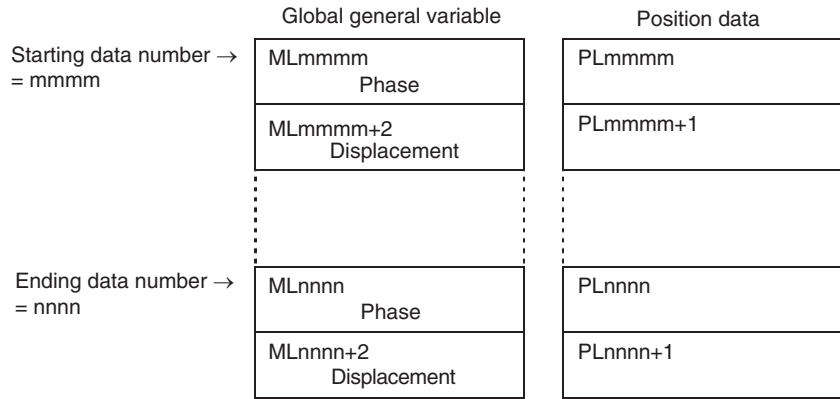 Global general variable
Position data
Starting data number →
= mmmm
MLmmmm
Phase
PLmmmm
MLmmmm+2
Displacement
PLmmmm+1
Ending data number →
= nnnn
MLnnnn
Phase
PLnnnn
MLnnnn+2
Displacement
PLnnnn+1